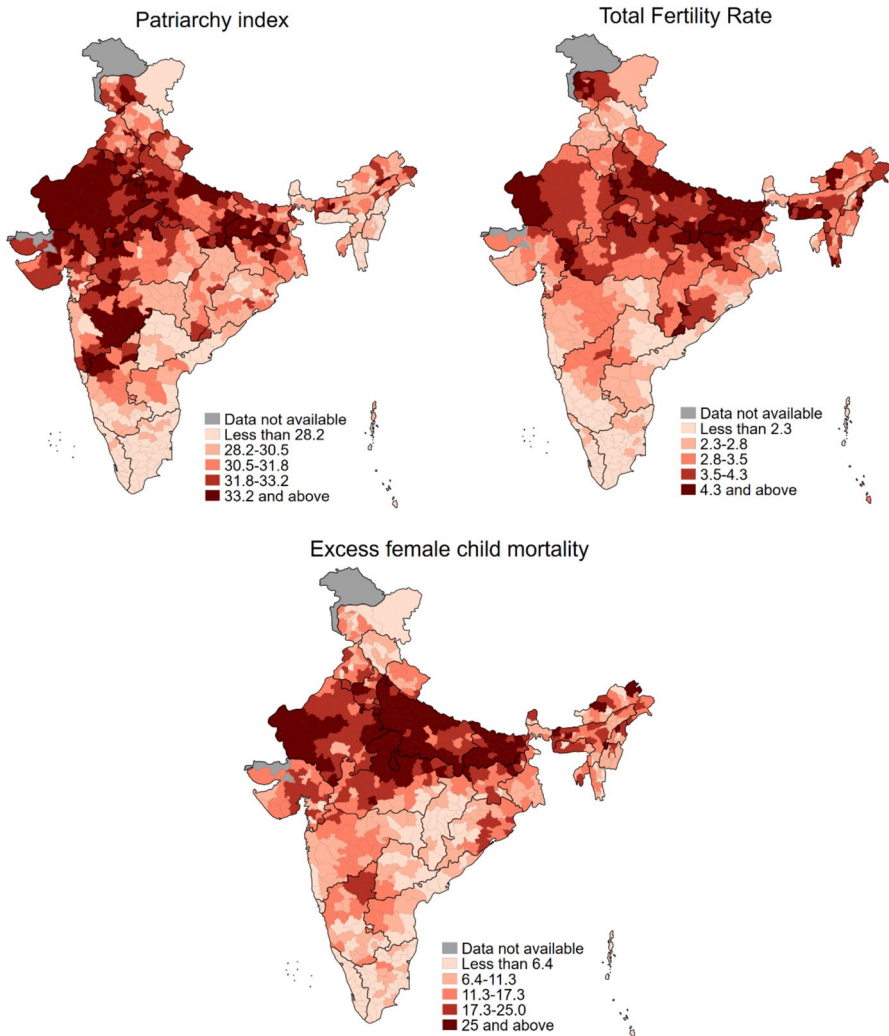 Patriarchy index
Total Fertility Rate
Data not available
Less than 28.2
28.2-30.5
30.5-31.8
31.8-33.2
33.2 and above
Data not available
Less than 2.3
2.3-2.8
2.8-3.5
3.5-4.3
4.3 and above
Excess female child mortality
Data not available
Less than 6.4
6.4-11.3
11.3-17.3
17.3-25.0
25 and above